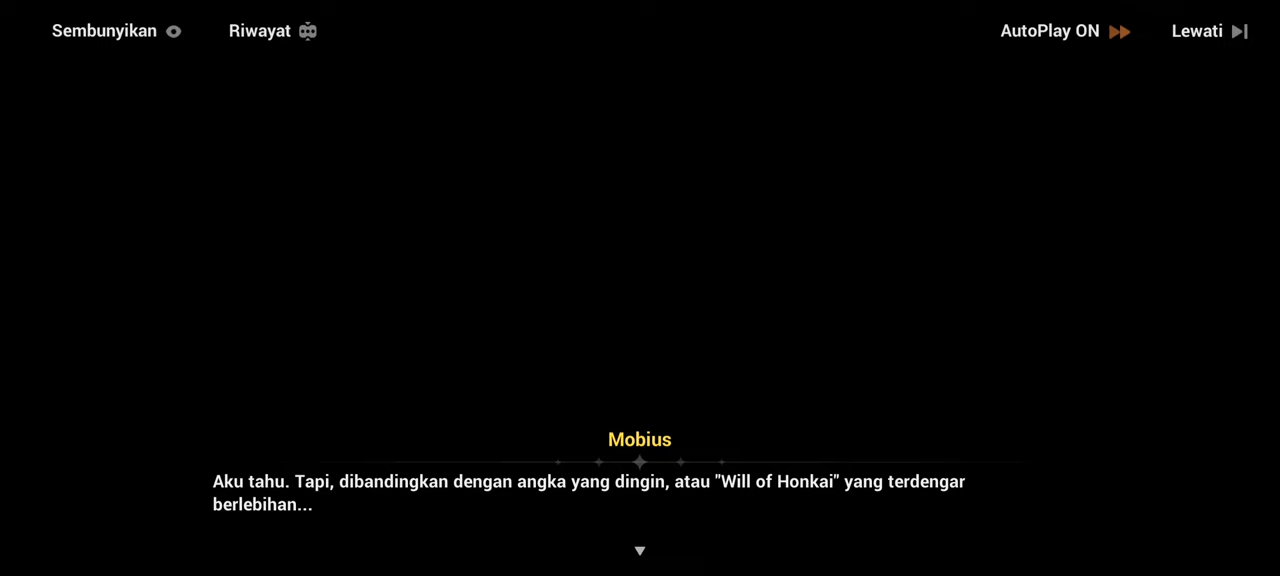 Sembunyikan Riwayat AutoPlay ON Lewati
Mobius
Aku tahu. Tapi, dibandingkan dengan angka yang dingin, atau "Will of Honkai" yang terdengar
berlebihan...